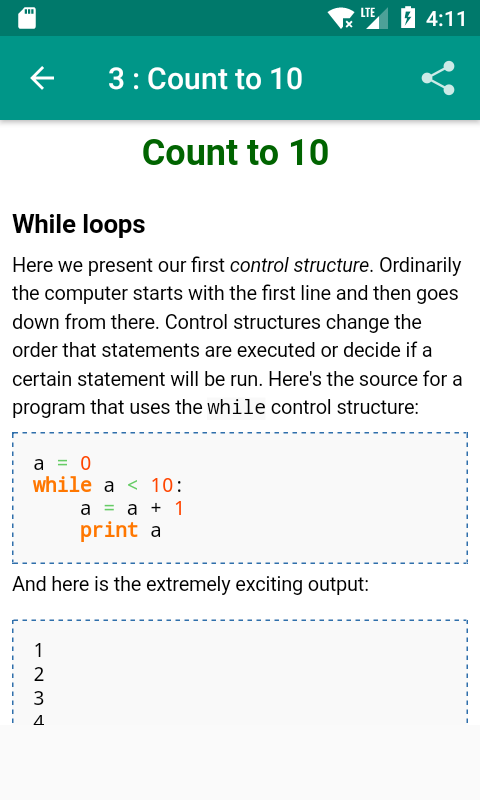 LTE 4:11
3 : Count to 10
Count to 10
While loops
Here we present our first control structure. Ordinarily
the computer starts with the first line and then goes
down from there. Control structures change the
order that statements are executed or decide if a
certain statement will be run. Here's the source for a
program that uses the while control structure:
a = 0
while a < 10:
    a = a + 1
    print a
And here is the extremely exciting output:
1
2
3
4